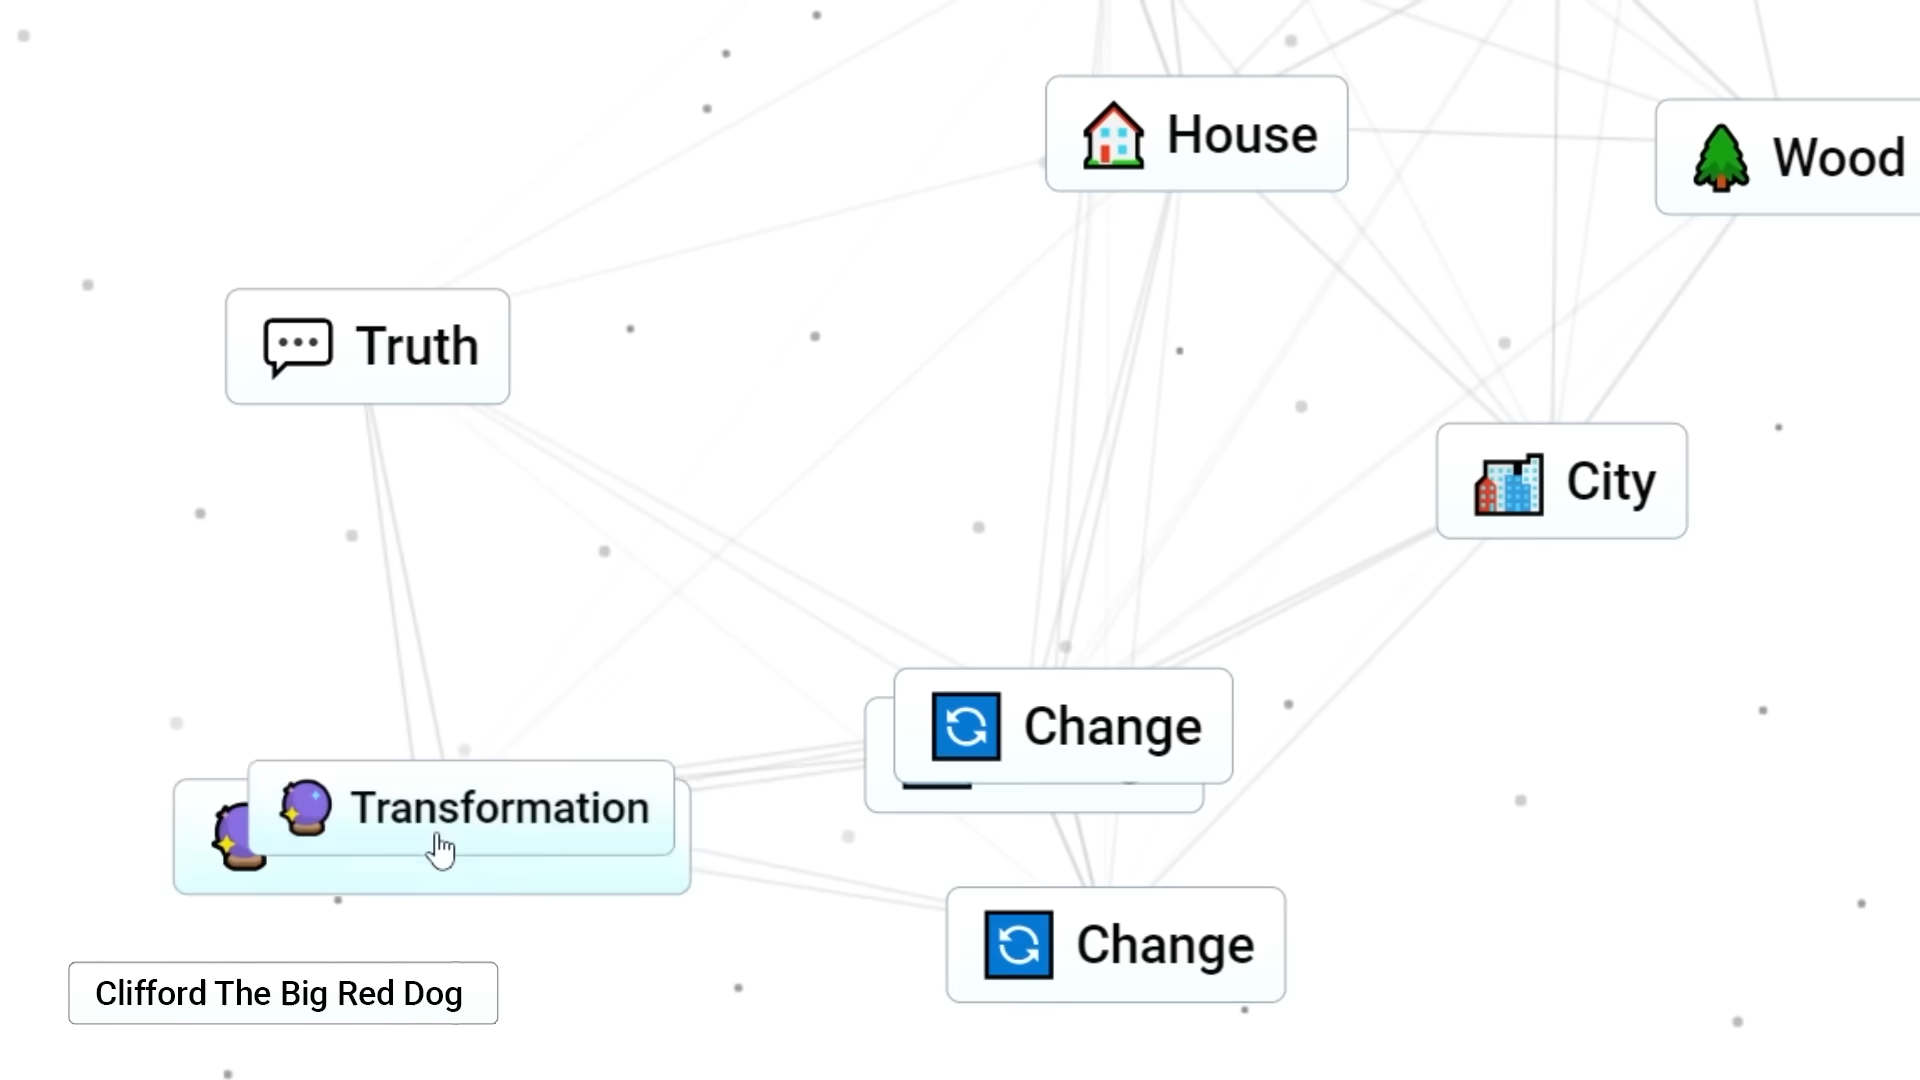 House
Wood
Truth
City
Change
Transformation
Change
Clifford The Big Red Dog